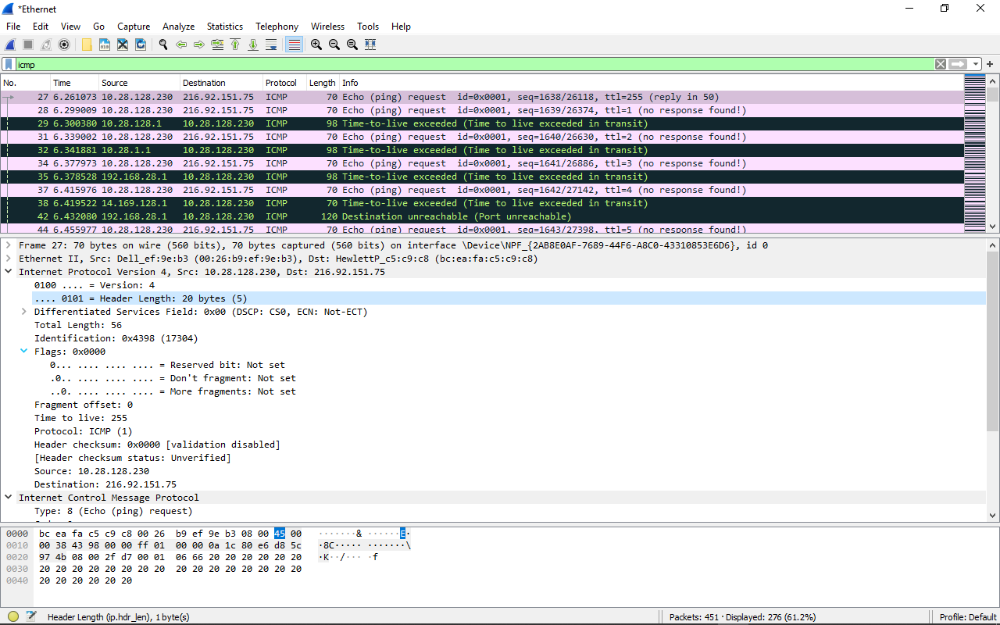 *Ethernet
File Edit View Go Capture Analyze Statistics Telephony Wireless Tools Help
icmp
No. Time Source Destination Protocol Length Info
27 6.261073 10.28.128.230 216.92.151.75 ICMP 70 Echo (ping) request id=0x0001, seq=1638/26118, ttl=255 (reply in 50)
28 6.299009 10.28.128.230 216.92.151.75 ICMP 70 Echo (ping) request id=0x0001, seq=1639/26374, ttl=1 (no response found!)
29 6.300380 10.28.128.1 10.28.128.230 ICMP 98 Time-to-live exceeded (Time to live exceeded in transit)
31 6.339002 10.28.128.230 216.92.151.75 ICMP 70 Echo (ping) request id=0x0001, seq=1640/26630, ttl=2 (no response found!)
32 6.341881 10.28.1.1 10.28.128.230 ICMP 98 Time-to-live exceeded (Time to live exceeded in transit)
34 6.377973 10.28.128.230 216.92.151.75 ICMP 70 Echo (ping) request id=0x0001, seq=1641/26886, ttl=3 (no response found!)
35 6.378528 192.168.28.1 10.28.128.230 ICMP 98 Time-to-live exceeded (Time to live exceeded in transit)
37 6.415976 10.28.128.230 216.92.151.75 ICMP 70 Echo (ping) request id=0x0001, seq=1642/27142, ttl=4 (no response found!)
38 6.419522 14.169.128.1 10.28.128.230 ICMP 70 Time-to-live exceeded (Time to live exceeded in transit)
42 6.432080 192.168.28.1 10.28.128.230 ICMP 120 Destination unreachable (Port unreachable)
44 6.455977 10.28.128.230 216.92.151.75 ICMP 70 Echo (ping) request id=0x0001, seq=1643/27398, ttl=5 (no response found!)
Frame 27: 70 bytes on wire (560 bits), 70 bytes captured (560 bits) on interface \Device\NPF_{2AB8E0AF-7689-44F6-A8C0-43310853E6D6}, id 0
Ethernet II, Src: Dell_ef:9e:b3 (00:26:b9:ef:9e:b3), Dst: HewlettP_c5:c9:c8 (bc:ea:fa:c5:c9:c8)
Internet Protocol Version 4, Src: 10.28.128.230, Dst: 216.92.151.75
0100 .... = Version: 4
.... 0101 = Header Length: 20 bytes (5)
Differentiated Services Field: 0x00 (DSCP: CS0, ECN: Not-ECT)
Total Length: 56
Identification: 0x4398 (17304)
Flags: 0x0000
0... .... .... .... = Reserved bit: Not set
.0.. .... .... .... = Don't fragment: Not set
..0. .... .... .... = More fragments: Not set
Fragment offset: 0
Time to live: 255
Protocol: ICMP (1)
Header checksum: 0x0000 [validation disabled]
[Header checksum status: Unverified]
Source: 10.28.128.230
Destination: 216.92.151.75
Internet Control Message Protocol
Type: 8 (Echo (ping) request)
0000 bc ea fa c5 c9 c8 00 26 b9 ef 9e b3 08 00 45 00 ·······& ······E·
0010 00 38 43 98 00 00 ff 01 00 00 0a 1c 80 e6 d8 5c ·8C····· ·······\
0020 97 4b 08 00 2f d7 00 01 06 66 20 20 20 20 20 20 ·K··/··· ·f
0030 20 20 20 20 20 20 20 20 20 20 20 20 20 20 20 20
0040 20 20 20 20 20 20
Header Length (ip.hdr_len), 1 byte(s) Packets: 451 · Displayed: 276 (61.2%) Profile: Default